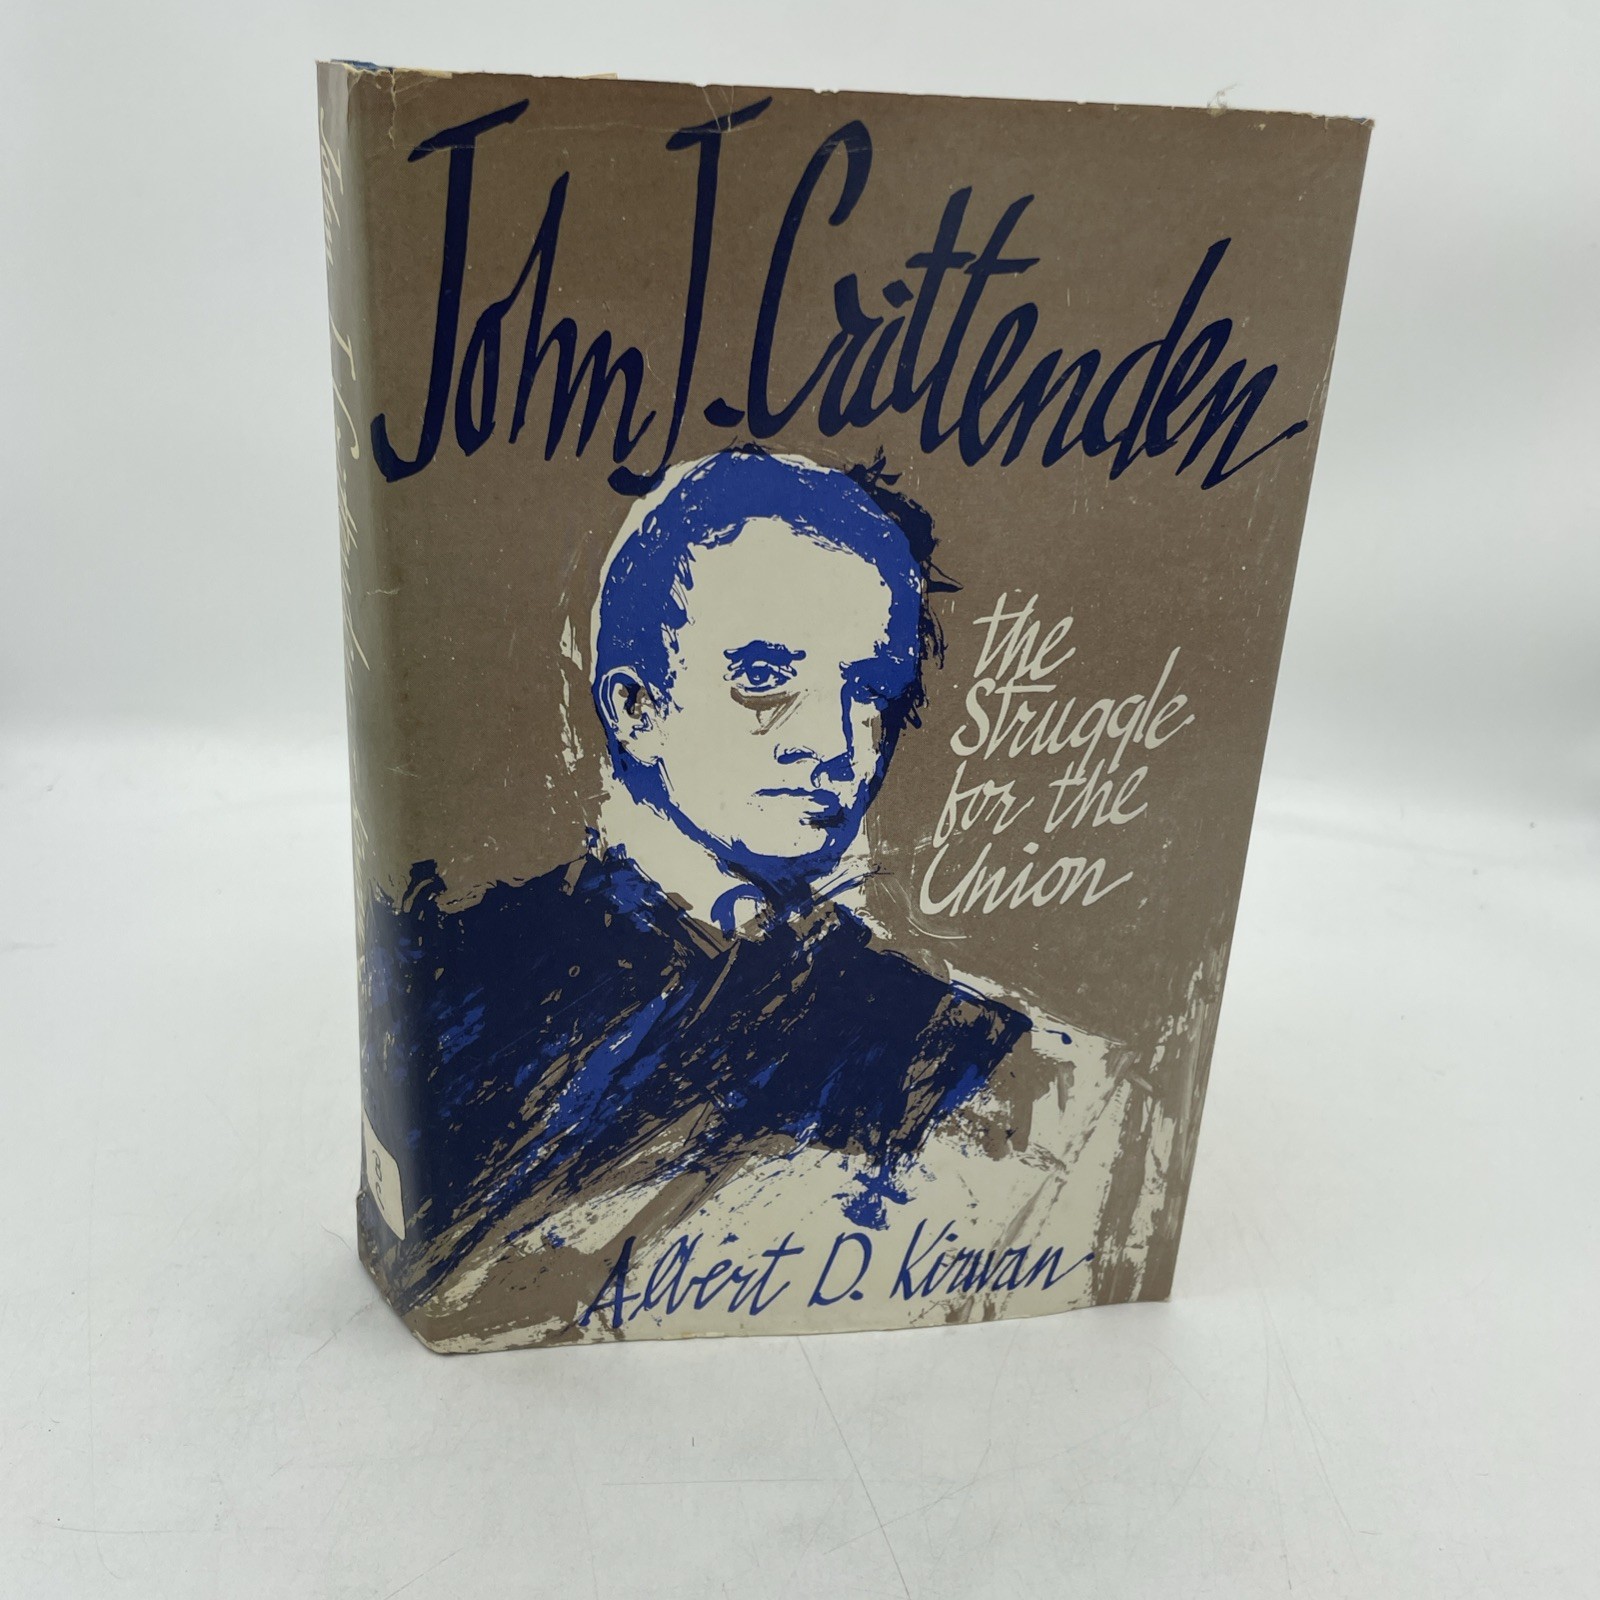 John J. Crittenden
the
Struggle
for the
Union
Albert D. Kirwan
B
C